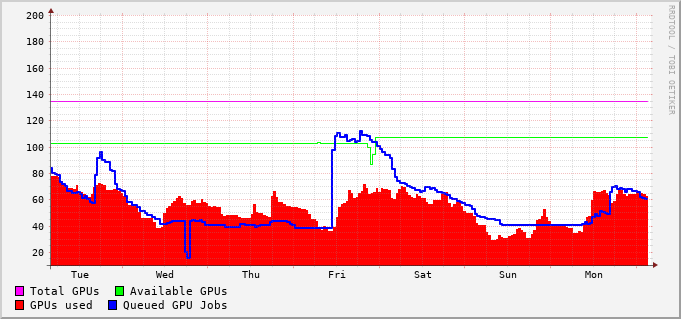 200
180
160
140
120
100
80
60
40
20
Tue Wed Thu Fri Sat Sun Mon
Total GPUs Available GPUs
GPUs used Queued GPU Jobs
RRDTOOL / TOBI OETIKER